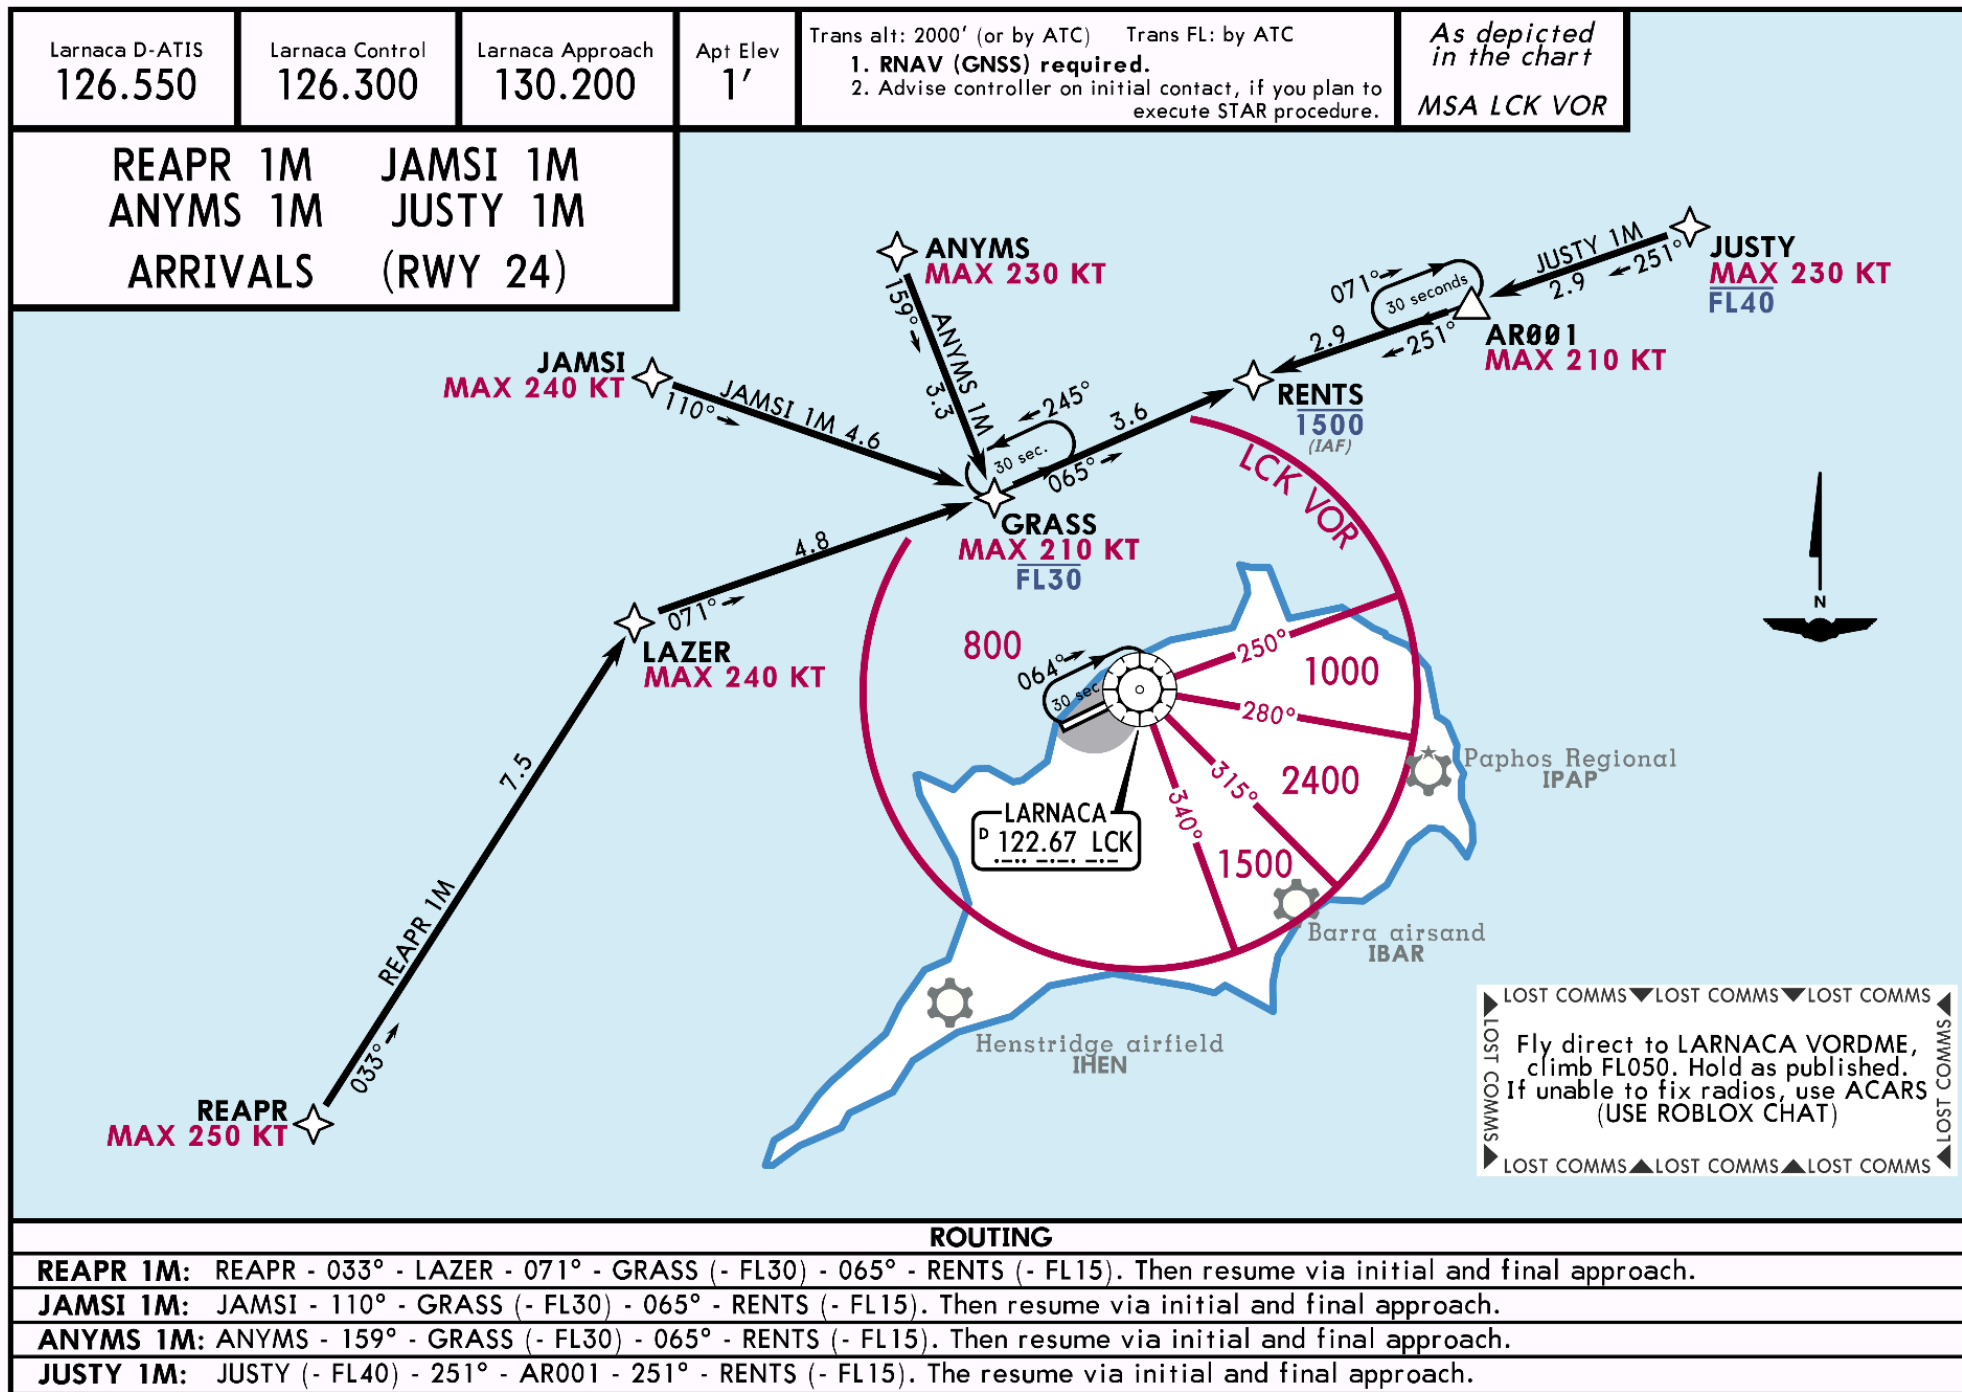 Larnaca D-ATIS
126.550
Larnaca Control
126.300
Larnaca Approach
130.200
Apt Elev
1'
Trans alt: 2000' (or by ATC) Trans FL: by ATC
1. RNAV (GNSS) required.
2. Advise controller on initial contact, if you plan to
execute STAR procedure.
As depicted
in the chart
MSA LCK VOR
REAPR 1M JAMSI 1M
ANYMS 1M JUSTY 1M
ARRIVALS (RWY 24)
ANYMS
MAX 230 KT
159°
ANYMS 1M
3.3
JUSTY
MAX 230 KT
FL40
JUSTY 1M
251°
2.9
071°
30 seconds
AR001
MAX 210 KT
2.9
251°
JAMSI
MAX 240 KT
110°
JAMSI 1M 4.6
245°
30 sec.
065°
3.6
RENTS
1500
(IAF)
GRASS
MAX 210 KT
FL30
LCK VOR
4.8
071°
LAZER
MAX 240 KT
800
064°
30 sec
250°
1000
280°
2400
315°
1500
340°
LARNACA
D 122.67 LCK
Paphos Regional
IPAP
Barra airsand
IBAR
Henstridge airfield
IHEN
N
7.5
REAPR 1M
033°
REAPR
MAX 250 KT
LOST COMMS LOST COMMS LOST COMMS
LOST COMMS
LOST COMMS
Fly direct to LARNACA VORDME,
climb FL050. Hold as published.
If unable to fix radios, use ACARS
(USE ROBLOX CHAT)
LOST COMMS LOST COMMS LOST COMMS
ROUTING
REAPR 1M: REAPR - 033° - LAZER - 071° - GRASS (- FL30) - 065° - RENTS (- FL15). Then resume via initial and final approach.
JAMSI 1M: JAMSI - 110° - GRASS (- FL30) - 065° - RENTS (- FL15). Then resume via initial and final approach.
ANYMS 1M: ANYMS - 159° - GRASS (- FL30) - 065° - RENTS (- FL15). Then resume via initial and final approach.
JUSTY 1M: JUSTY (- FL40) - 251° - AR001 - 251° - RENTS (- FL15). The resume via initial and final approach.